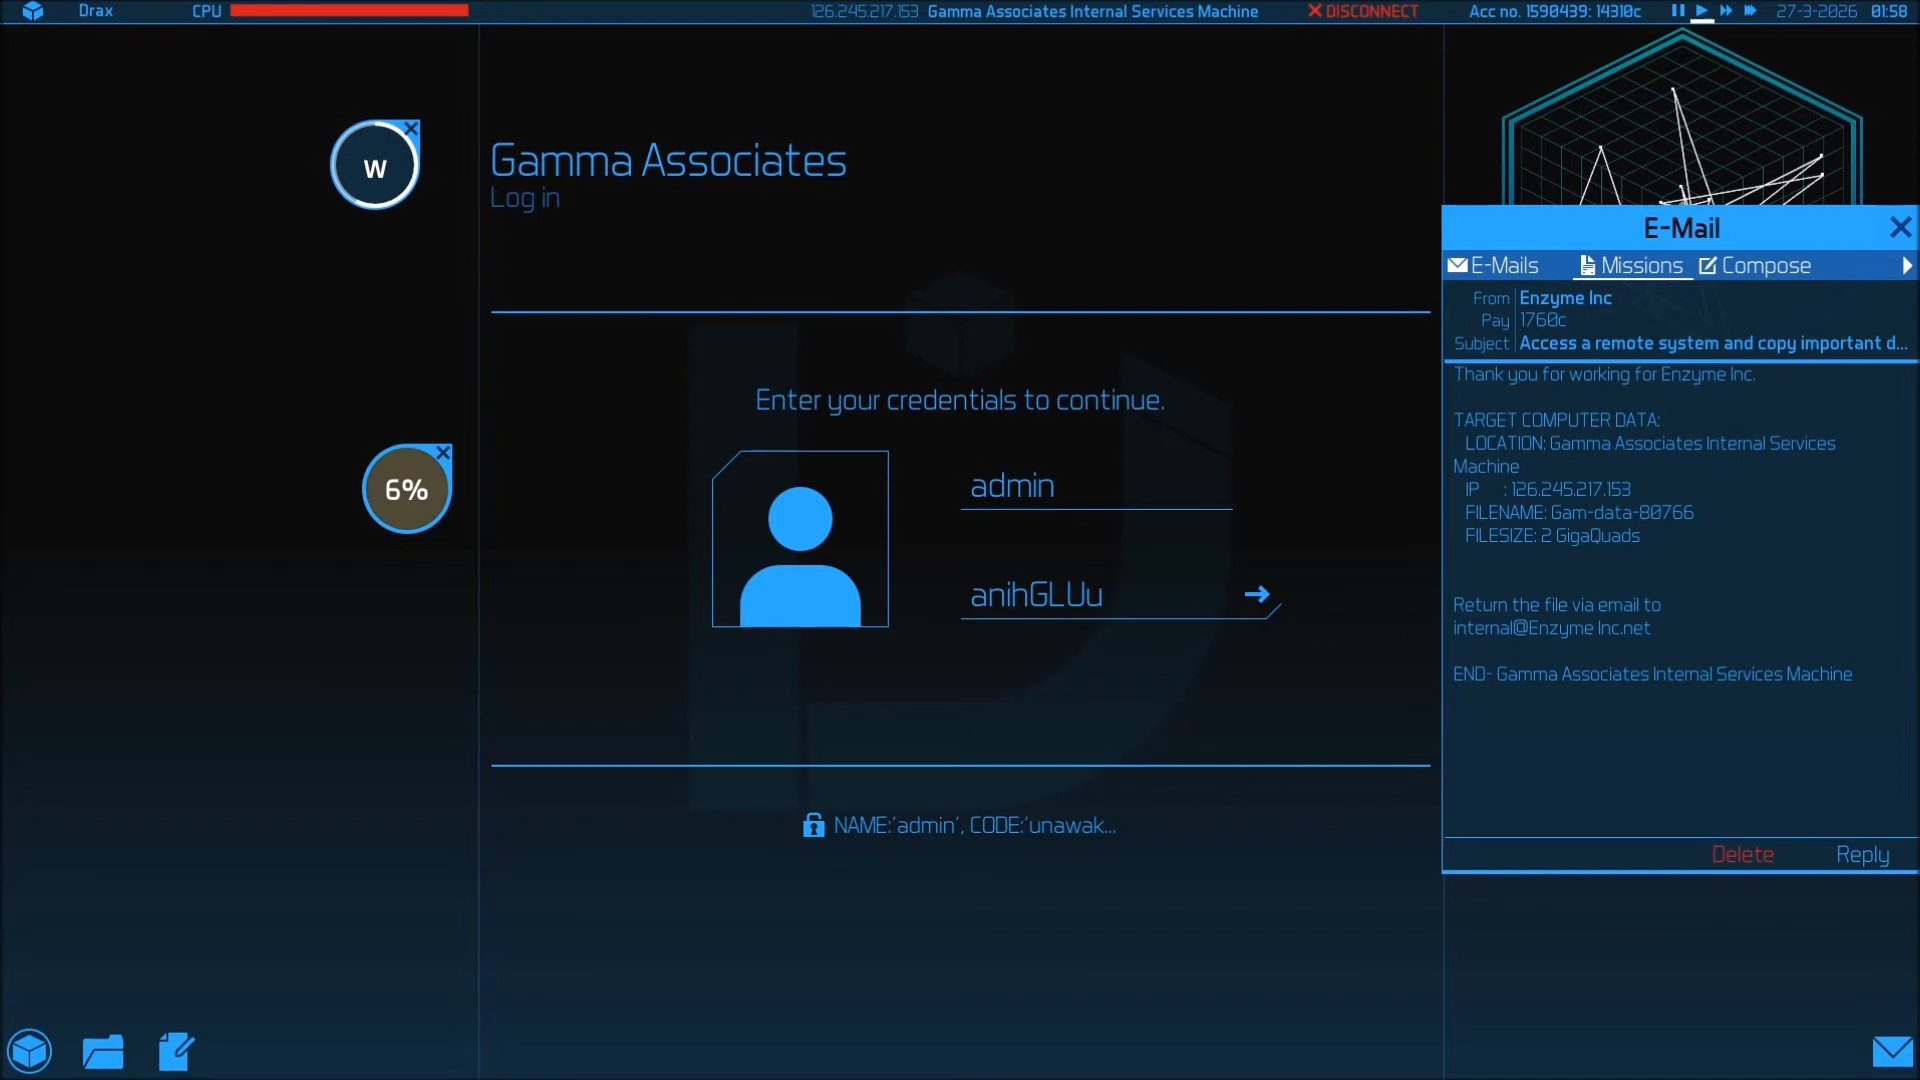 Drax
CPU
126.245.217.153 Gamma Associates Internal Services Machine
DISCONNECT
Acc no. 1590439: 14310c
27-3-2026 01:58
W
6%
Gamma Associates
Log in
Enter your credentials to continue.
admin
anihGLUu
NAME:'admin', CODE:'unawak...
E-Mail
E-Mails
Missions
Compose
From Enzyme Inc
Pay 1760c
Subject Access a remote system and copy important d...
Thank you for working for Enzyme Inc.
TARGET COMPUTER DATA:
LOCATION: Gamma Associates Internal Services
Machine
IP : 126.245.217.153
FILENAME: Gam-data-80766
FILESIZE: 2 GigaQuads
Return the file via email to
internal@Enzyme Inc.net
END- Gamma Associates Internal Services Machine
Delete
Reply